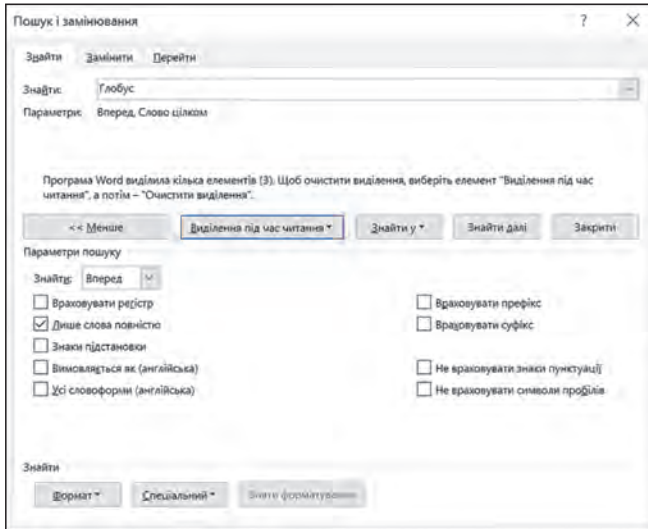 Пошук і замінювання ? ×
Знайти Замінити Перейти
Знайти: Глобус
Параметри: Вперед, Слово цілком
Програма Word виділила кілька елементів (3). Щоб очистити виділення, виберіть елемент "Виділення під час
читання", а потім – "Очистити виділення".
<< Менше Виділення під час читання Знайти у Знайти далі Закрити
Параметри пошуку
Знайти: Вперед
Враховувати регістр Враховувати префікс
Лише слова повністю Враховувати суфікс
Знаки підстановки
Вимовляється як (англійська) Не враховувати знаки пунктуації
Усі словоформи (англійська) Не враховувати символи пробілів
Знайти
Формат Спеціальний Зняти форматування